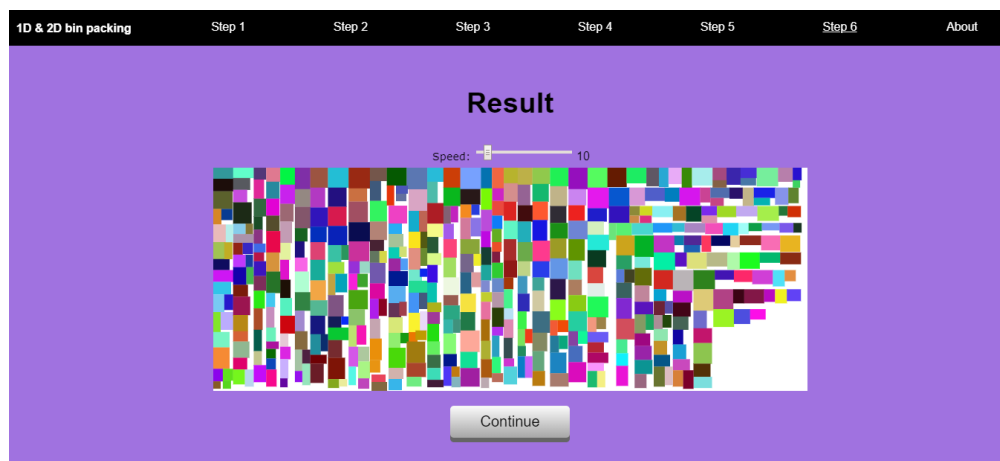 1D & 2D bin packing Step 1 Step 2 Step 3 Step 4 Step 5 Step 6 About
Result
Speed: 10
Continue